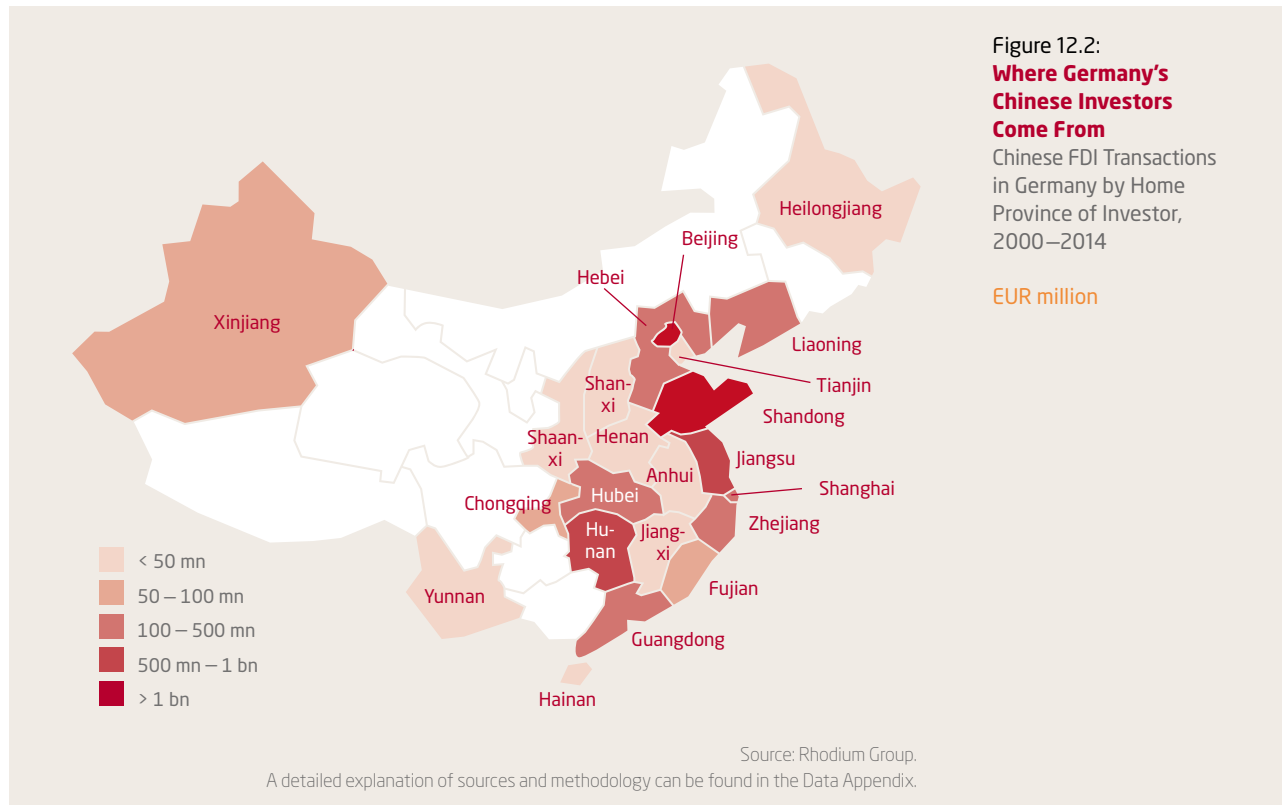 Figure 12.2:
Where Germany's
Chinese Investors
Come From
Chinese FDI Transactions
in Germany by Home
Province of Investor,
2000—2014
EUR million
Heilongjiang
Beijing
Hebei
Xinjiang
Liaoning
Tianjin
Shan-
xi
Shandong
Shaan-
xi
Henan
Jiangsu
Anhui
Shanghai
Hubei
Chongqing
Zhejiang
Hu-
nan
Jiang-
xi
Fujian
Yunnan
Guangdong
Hainan
< 50 mn
50 — 100 mn
100 — 500 mn
500 mn — 1 bn
> 1 bn
Source: Rhodium Group.
A detailed explanation of sources and methodology can be found in the Data Appendix.